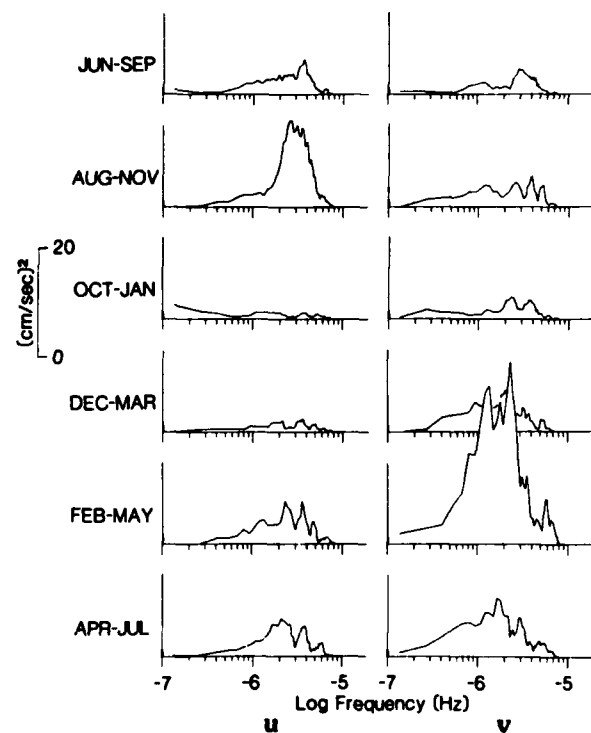 JUN-SEP
AUG-NOV
20
(cm/sec)²
OCT-JAN
0
DEC-MAR
FEB-MAY
APR-JUL
-7 -6 -5 -7 -6 -5
Log Frequency (Hz)
u v